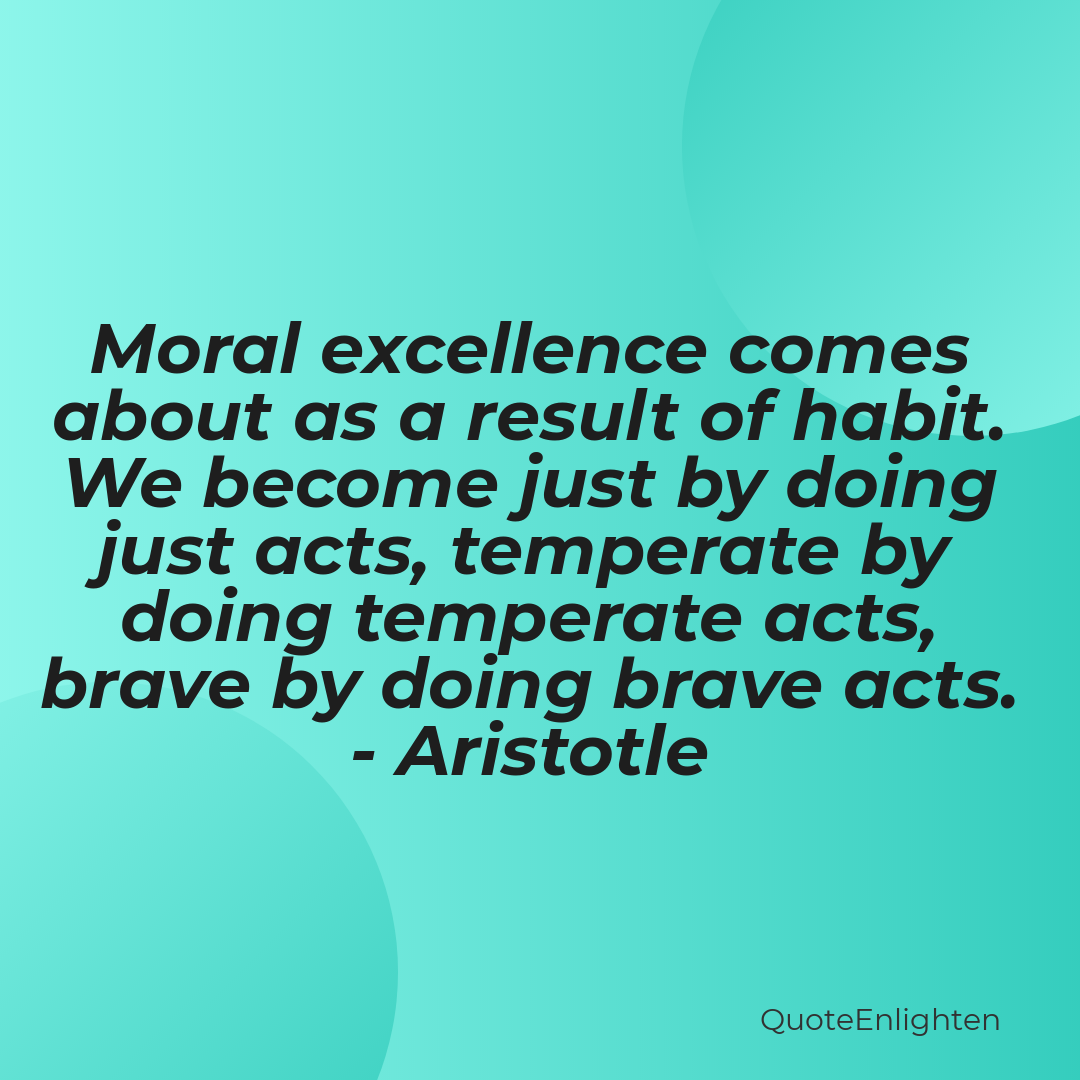 Moral excellence comes
about as a result of habit.
We become just by doing
just acts, temperate by
doing temperate acts,
brave by doing brave acts.
- Aristotle
QuoteEnlighten